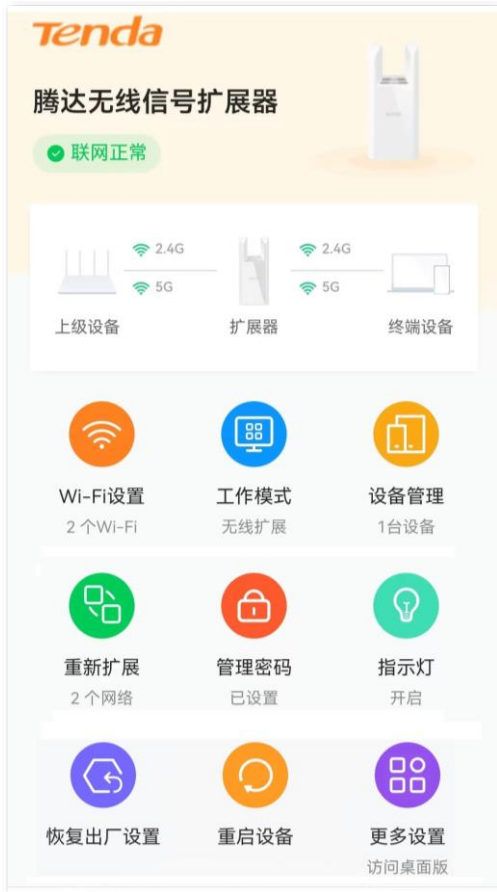 Tenda
腾达无线信号扩展器
联网正常
2.4G 2.4G
5G 5G
上级设备 扩展器 终端设备
Wi-Fi设置 工作模式 设备管理
2 个Wi-Fi 无线扩展 1台设备
重新扩展 管理密码 指示灯
2 个网络 已设置 开启
恢复出厂设置 重启设备 更多设置
访问桌面版